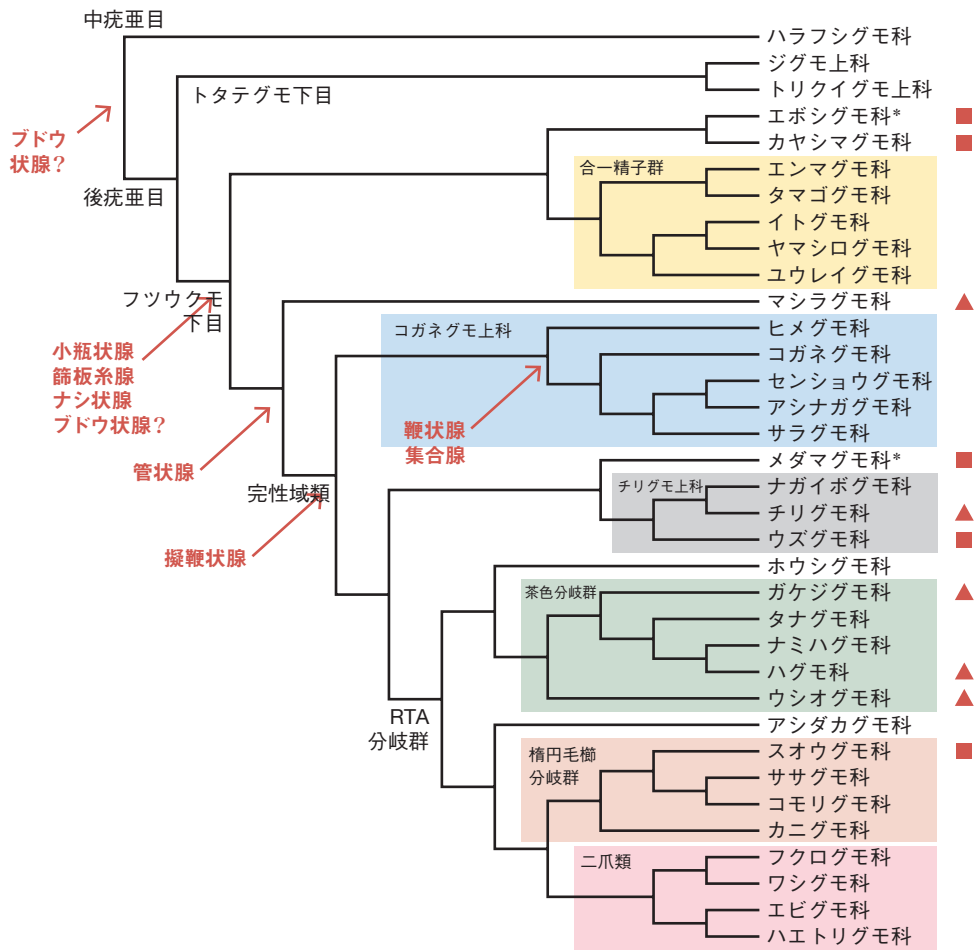 中疣亜目
ハラフシグモ科
ジグモ上科
トタテグモ下目
トリクイグモ上科
エボシグモ科*
ブドウ
状腺？
カヤシマグモ科
合一精子群
エンマグモ科
後疣亜目
タマゴグモ科
イトグモ科
ヤマシログモ科
ユウレイグモ科
フツウクモ
下目
マシラグモ科
コガネグモ上科
ヒメグモ科
小瓶状腺
篩板糸腺
ナシ状腺
ブドウ状腺？
コガネグモ科
センショウグモ科
アシナガグモ科
サラグモ科
鞭状腺
集合腺
管状腺
メダマグモ科*
完性域類
チリグモ上科
ナガイボグモ科
チリグモ科
ウズグモ科
擬鞭状腺
ホウシグモ科
茶色分岐群
ガケジグモ科
タナグモ科
ナミハグモ科
ハグモ科
ウシオグモ科
RTA
分岐群
アシダカグモ科
楕円毛櫛
分岐群
スオウグモ科
ササグモ科
コモリグモ科
カニグモ科
二爪類
フクログモ科
ワシグモ科
エビグモ科
ハエトリグモ科